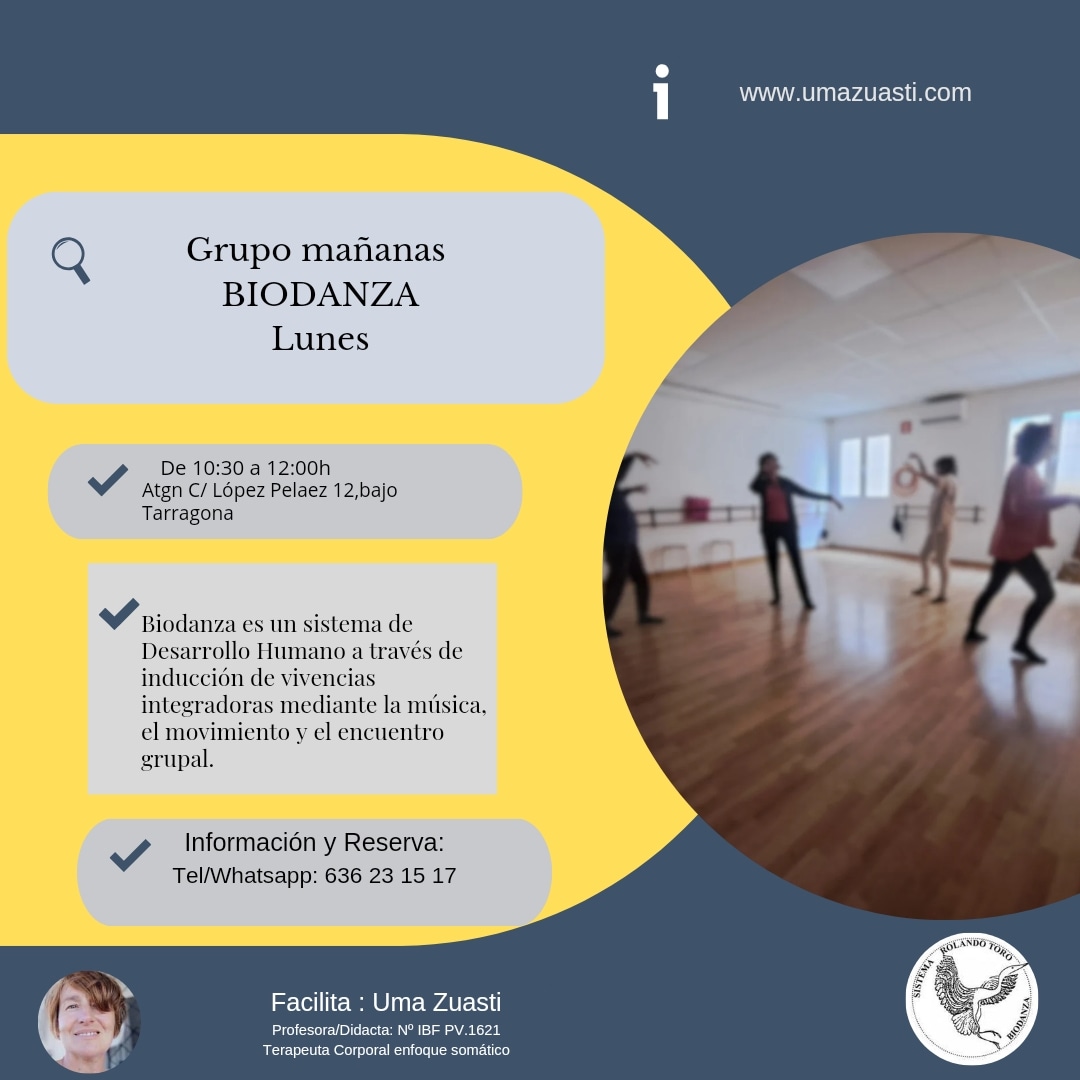 www.umazuasti.com
Grupo mañanas
BIODANZA
Lunes
De 10:30 a 12:00h
Atgn C/ López Pelaez 12,bajo
Tarragona
Biodanza es un sistema de
Desarrollo Humano a través de
inducción de vivencias
integradoras mediante la música,
el movimiento y el encuentro
grupal.
Información y Reserva:
Tel/Whatsapp: 636 23 15 17
Facilita : Uma Zuasti
Profesora/Didacta: Nº IBF PV.1621
Terapeuta Corporal enfoque somático
SISTEMA ROLANDO TORO
BIODANZA